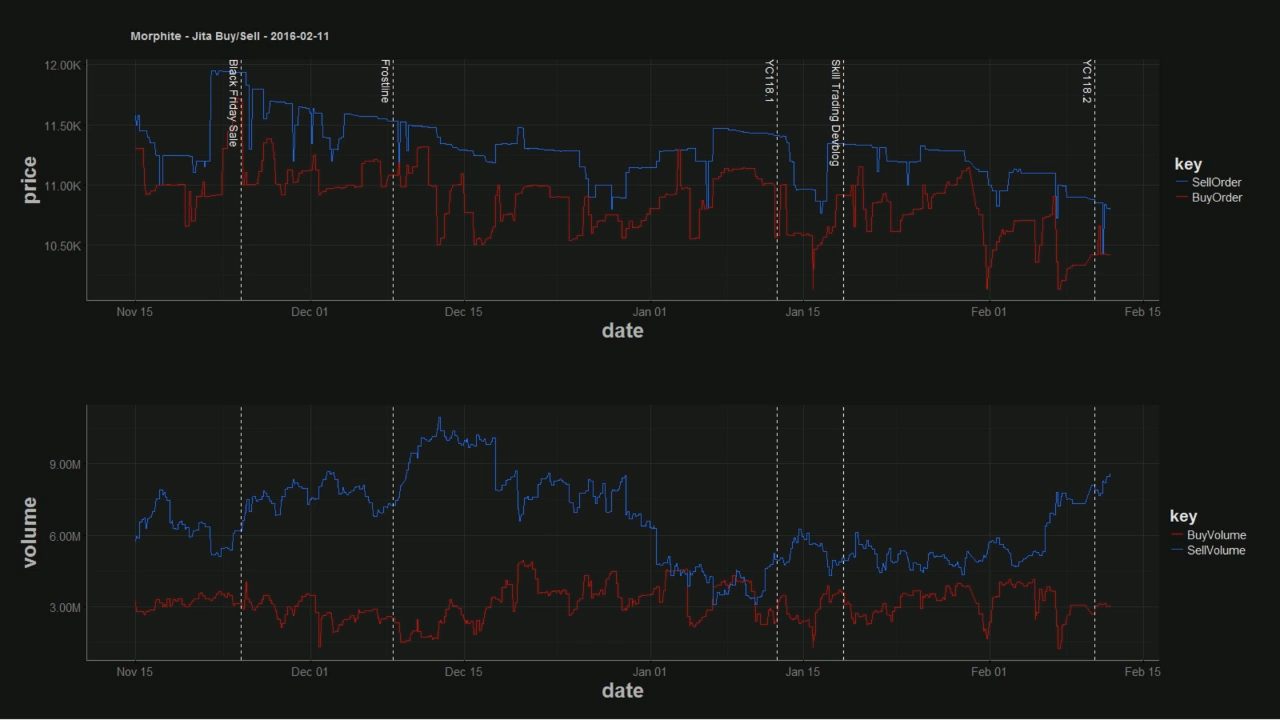 Morphite - Jita Buy/Sell - 2016-02-11
12.00K
11.50K
11.00K
10.50K
price
Black Friday Sale
Frostline
YC118.1
Skill Trading Devblog
YC118.2
Nov 15
Dec 01
Dec 15
Jan 01
Jan 15
Feb 01
Feb 15
date
key
SellOrder
BuyOrder
9.00M
6.00M
3.00M
volume
Nov 15
Dec 01
Dec 15
Jan 01
Jan 15
Feb 01
Feb 15
date
key
BuyVolume
SellVolume